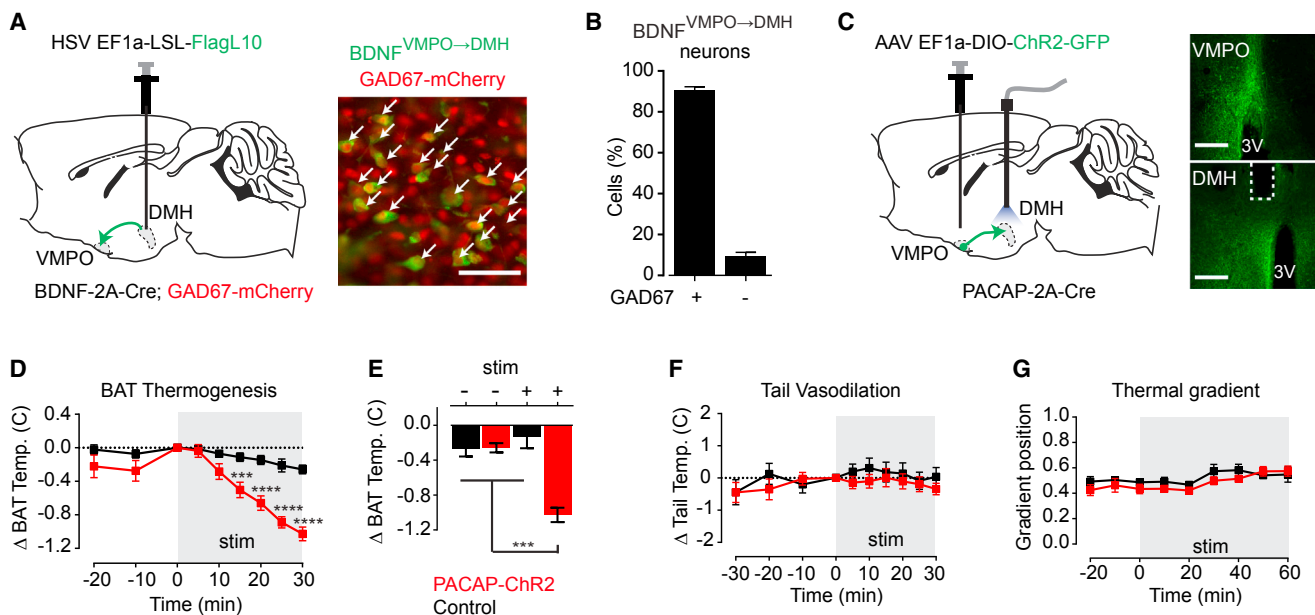 A
HSV EF1a-LSL-FlagL10
DMH
VMPO
BDNF-2A-Cre; GAD67-mCherry
BDNF^VMPO→DMH
GAD67-mCherry
B
BDNF^VMPO→DMH
neurons
Cells (%)
100
80
60
40
20
0
GAD67 + -
C
AAV EF1a-DIO-ChR2-GFP
DMH
VMPO
PACAP-2A-Cre
VMPO
3V
DMH
3V
D
BAT Thermogenesis
Δ BAT Temp. (C)
0.4
0.0
-0.4
-0.8
-1.2
***
****
****
****
stim
-20 -10 0 10 20 30
Time (min)
E
stim
- - + +
Δ BAT Temp. (C)
0.0
-0.4
-0.8
-1.2
***
PACAP-ChR2
Control
F
Tail Vasodilation
Δ Tail Temp. (C)
2
1
0
-1
-2
stim
-30 -20 -10 0 10 20 30
Time (min)
G
Thermal gradient
Gradient position
1.0
0.8
0.6
0.4
0.2
0.0
stim
-20 0 20 40 60
Time (min)